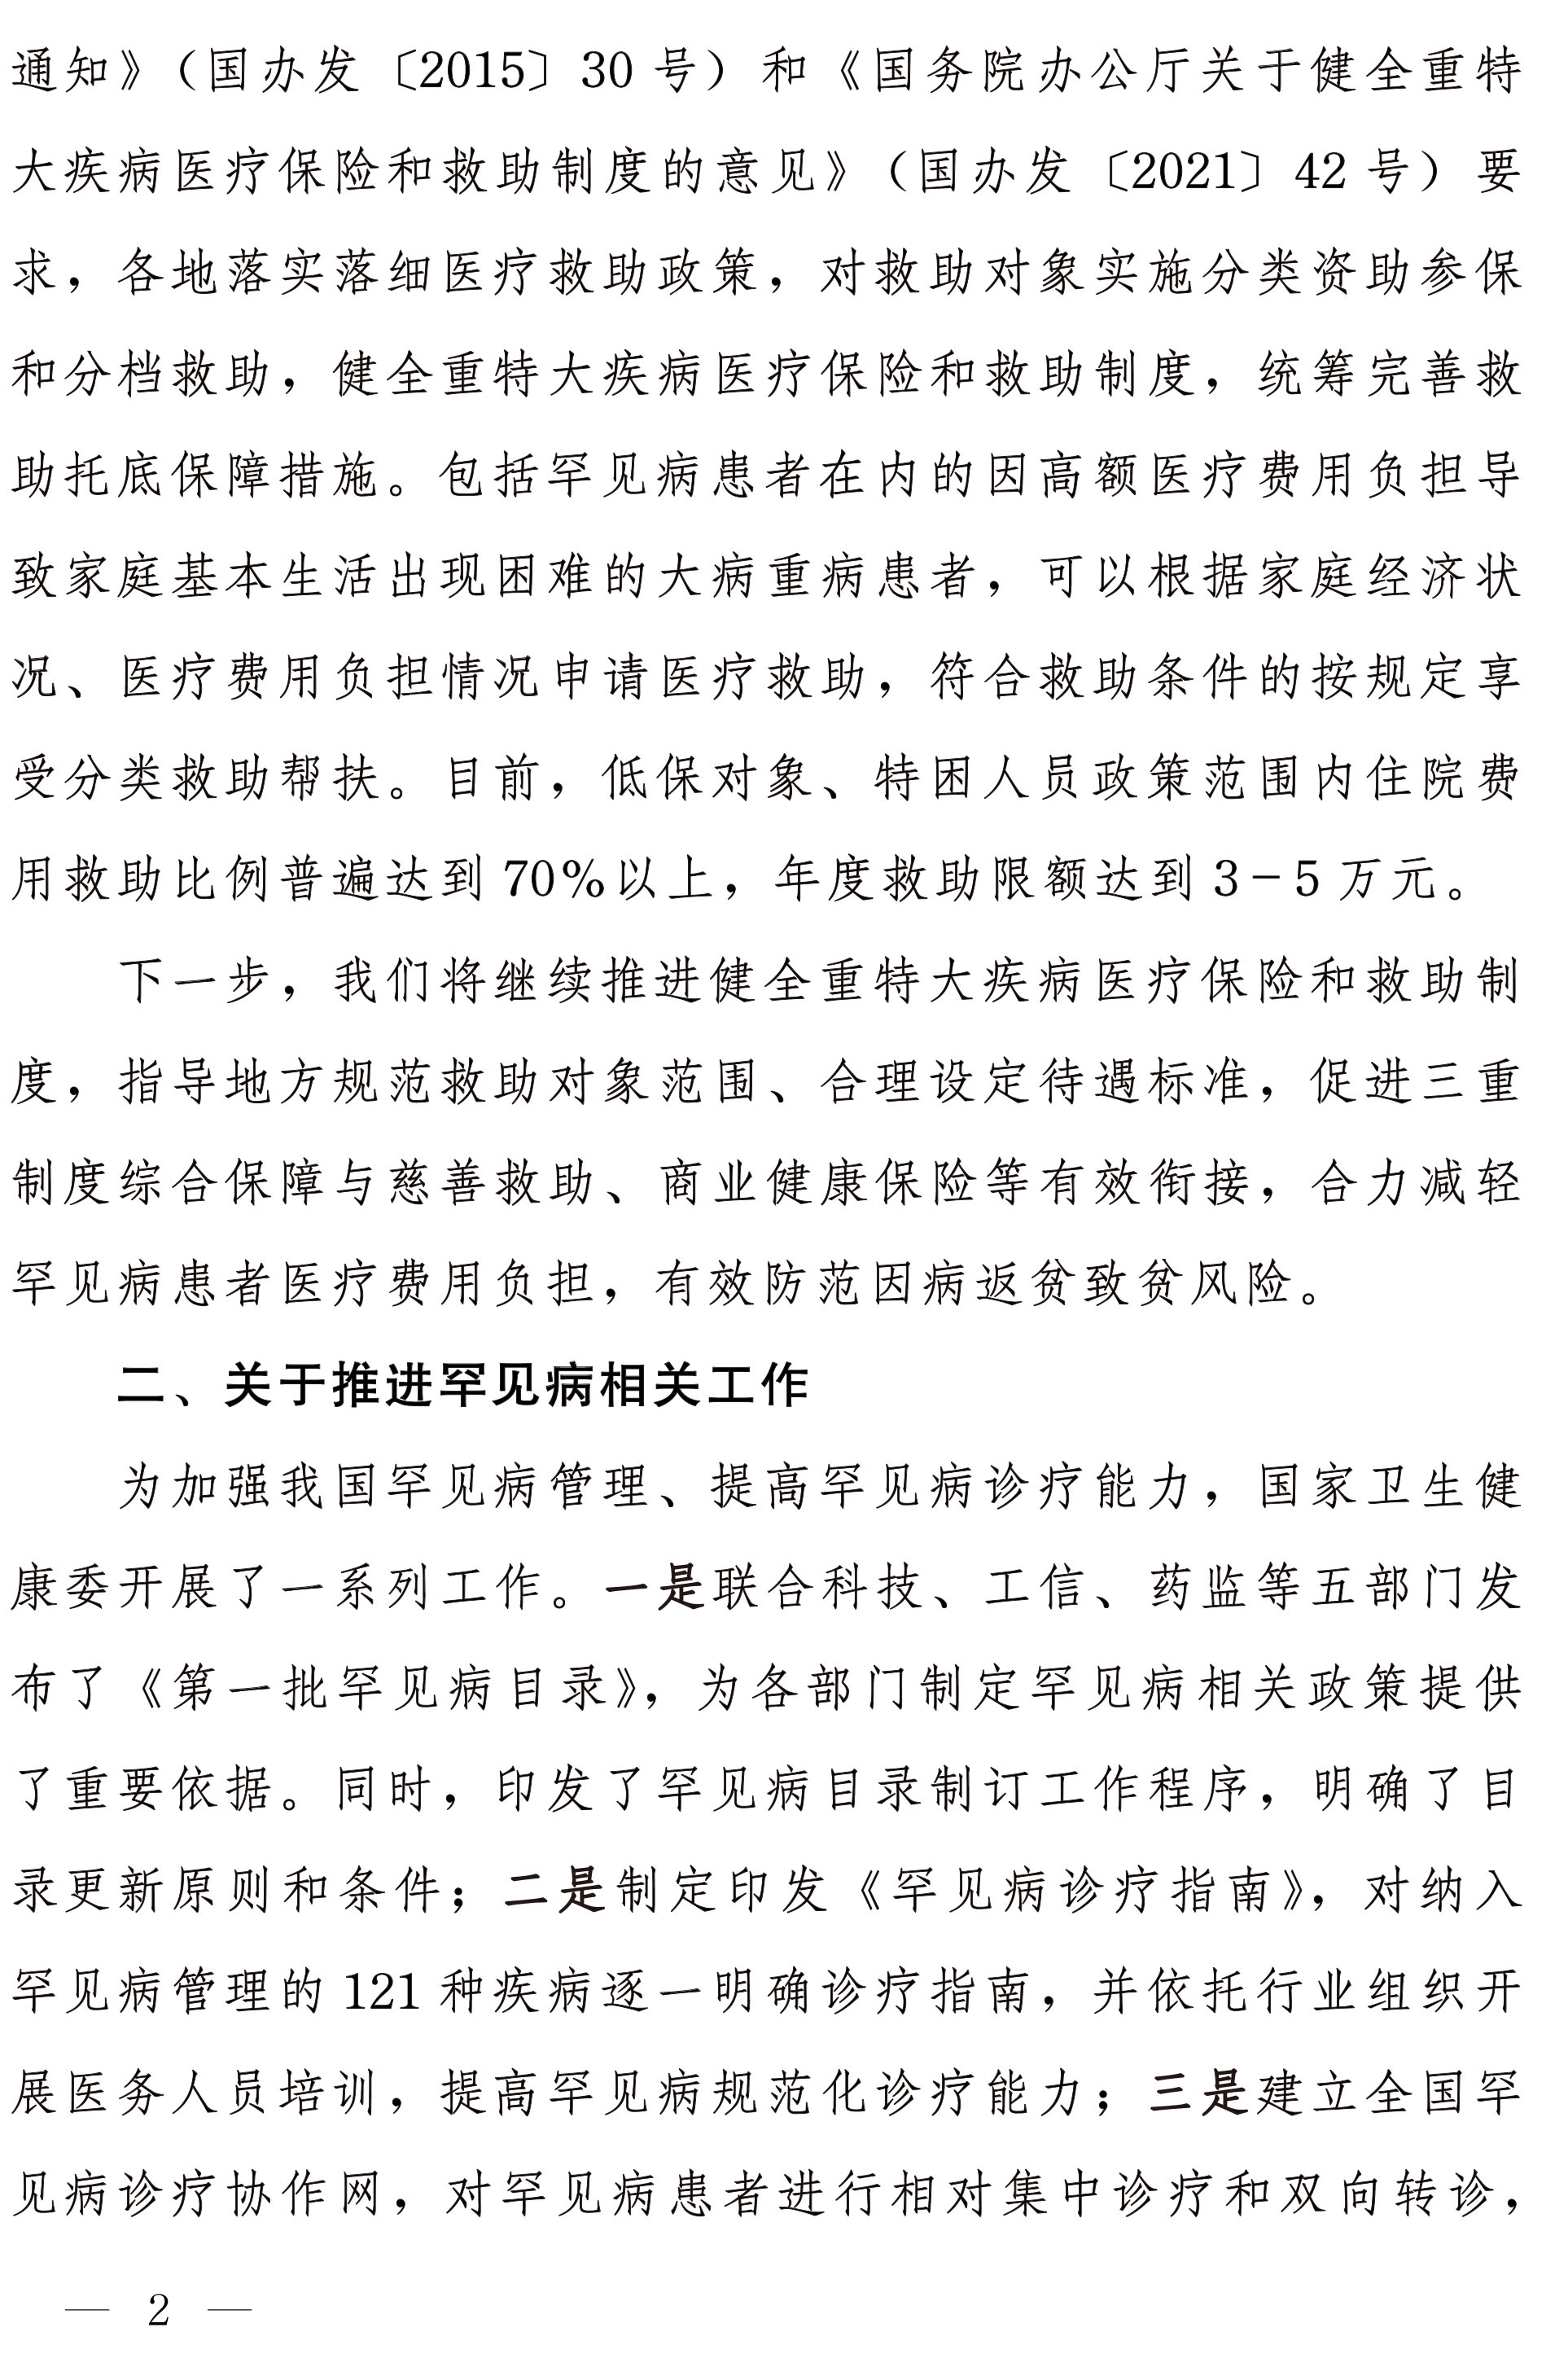 通知》（国办发〔2015〕30 号）和《国务院办公厅关于健全重特
大疾病医疗保险和救助制度的意见》（国办发〔2021〕42 号）要
求，各地落实落细医疗救助政策，对救助对象实施分类资助参保
和分档救助，健全重特大疾病医疗保险和救助制度，统筹完善救
助托底保障措施。包括罕见病患者在内的因高额医疗费用负担导
致家庭基本生活出现困难的大病重病患者，可以根据家庭经济状
况、医疗费用负担情况申请医疗救助，符合救助条件的按规定享
受分类救助帮扶。目前，低保对象、特困人员政策范围内住院费
用救助比例普遍达到 70%以上，年度救助限额达到 3－5 万元。
下一步，我们将继续推进健全重特大疾病医疗保险和救助制
度，指导地方规范救助对象范围、合理设定待遇标准，促进三重
制度综合保障与慈善救助、商业健康保险等有效衔接，合力减轻
罕见病患者医疗费用负担，有效防范因病返贫致贫风险。
二、关于推进罕见病相关工作
为加强我国罕见病管理、提高罕见病诊疗能力，国家卫生健
康委开展了一系列工作。一是联合科技、工信、药监等五部门发
布了《第一批罕见病目录》，为各部门制定罕见病相关政策提供
了重要依据。同时，印发了罕见病目录制订工作程序，明确了目
录更新原则和条件；二是制定印发《罕见病诊疗指南》，对纳入
罕见病管理的 121 种疾病逐一明确诊疗指南，并依托行业组织开
展医务人员培训，提高罕见病规范化诊疗能力；三是建立全国罕
见病诊疗协作网，对罕见病患者进行相对集中诊疗和双向转诊，
— 2 —